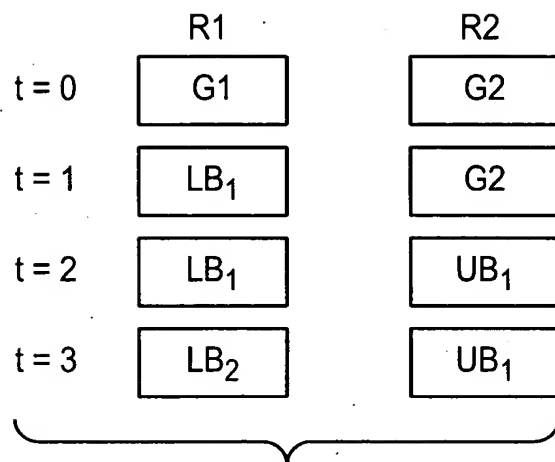 R1 R2
t = 0 G1 G2
t = 1 LB₁ G2
t = 2 LB₁ UB₁
t = 3 LB₂ UB₁